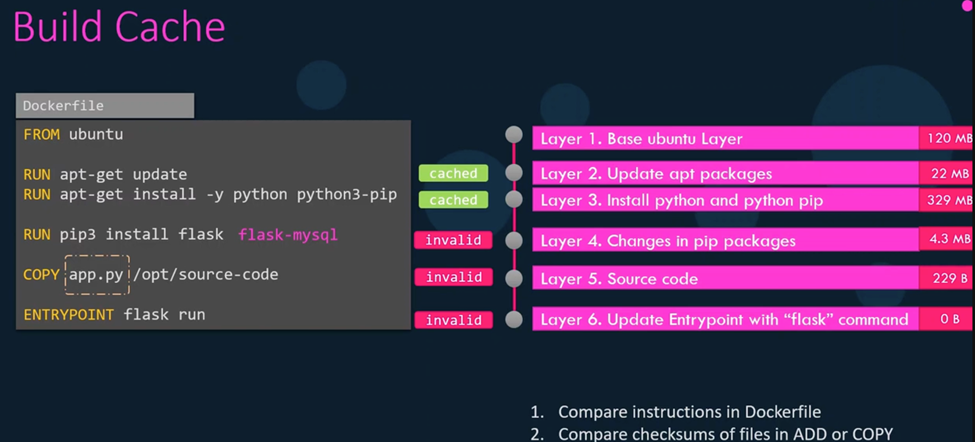 Build Cache
Dockerfile
FROM ubuntu
Layer 1. Base ubuntu Layer 120 MB
RUN apt-get update cached Layer 2. Update apt packages 22 MB
RUN apt-get install -y python python3-pip cached Layer 3. Install python and python pip 329 MB
RUN pip3 install flask flask-mysql invalid Layer 4. Changes in pip packages 4.3 MB
COPY app.py /opt/source-code invalid Layer 5. Source code 229 B
ENTRYPOINT flask run invalid Layer 6. Update Entrypoint with “flask” command 0 B
1. Compare instructions in Dockerfile
2. Compare checksums of files in ADD or COPY